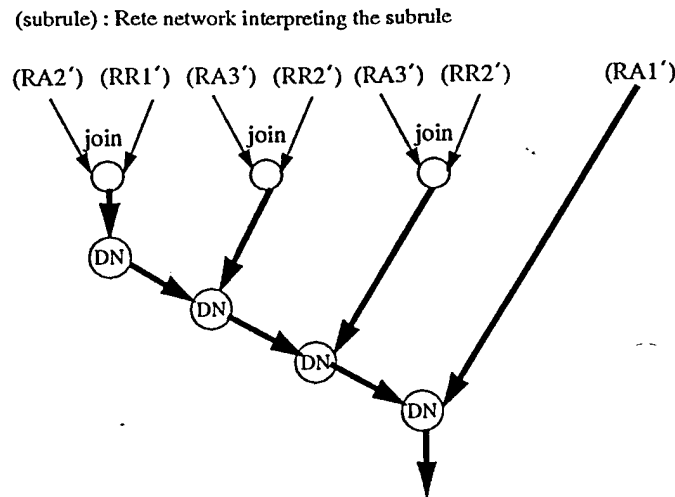 (subrule) : Rete network interpreting the subrule
(RA2′) (RR1′) (RA3′) (RR2′) (RA3′) (RR2′) (RA1′)
join join join
DN
DN
DN
DN